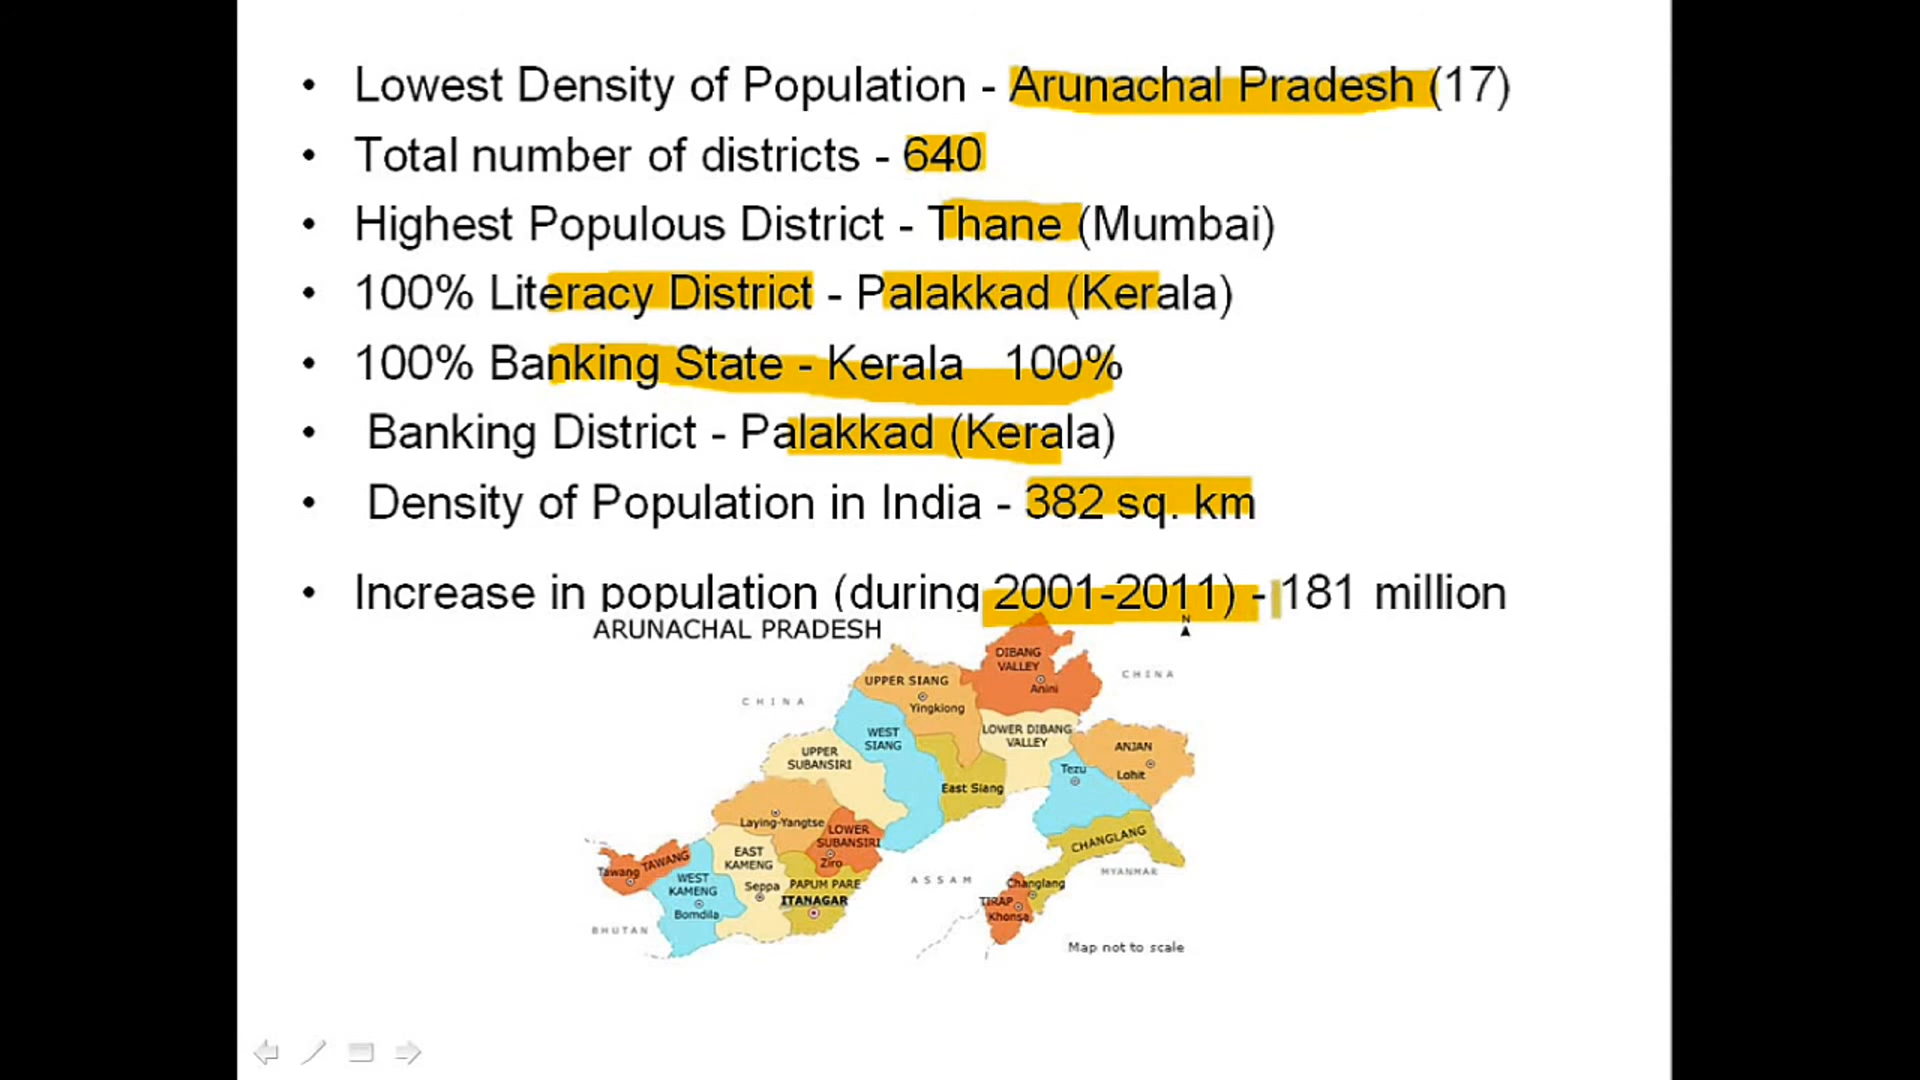 • Lowest Density of Population - Arunachal Pradesh (17)
• Total number of districts - 640
• Highest Populous District - Thane (Mumbai)
• 100% Literacy District - Palakkad (Kerala)
• 100% Banking State - Kerala 100%
• Banking District - Palakkad (Kerala)
• Density of Population in India - 382 sq. km
• Increase in population (during 2001-2011) - 181 million
ARUNACHAL PRADESH
N
DIBANG
VALLEY
Anini
CHINA
UPPER SIANG
Yingkiong
CHINA
WEST
SIANG
LOWER DIBANG
VALLEY
ANJAN
Lohit
UPPER
SUBANSIRI
Tezu
East Siang
Laying-Yangtse
LOWER
SUBANSIRI
Ziro
CHANGLANG
MYANMAR
EAST
KAMENG
Seppa
TAWANG
Tawang
WEST
KAMENG
Bomdila
PAPUM PARE
ITANAGAR
ASSAM
Changlang
TIRAP
Khonsa
BHUTAN
Map not to scale